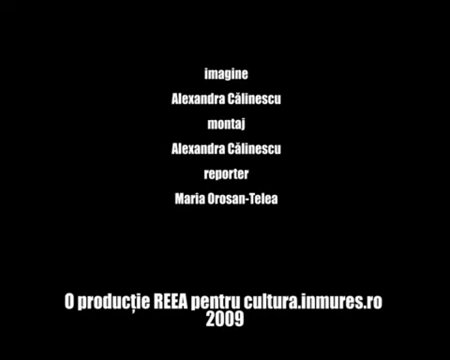 imagine
Alexandra Călinescu
montaj
Alexandra Călinescu
reporter
Maria Orosan-Telea
O producție REEA pentru cultura.inmures.ro
2009